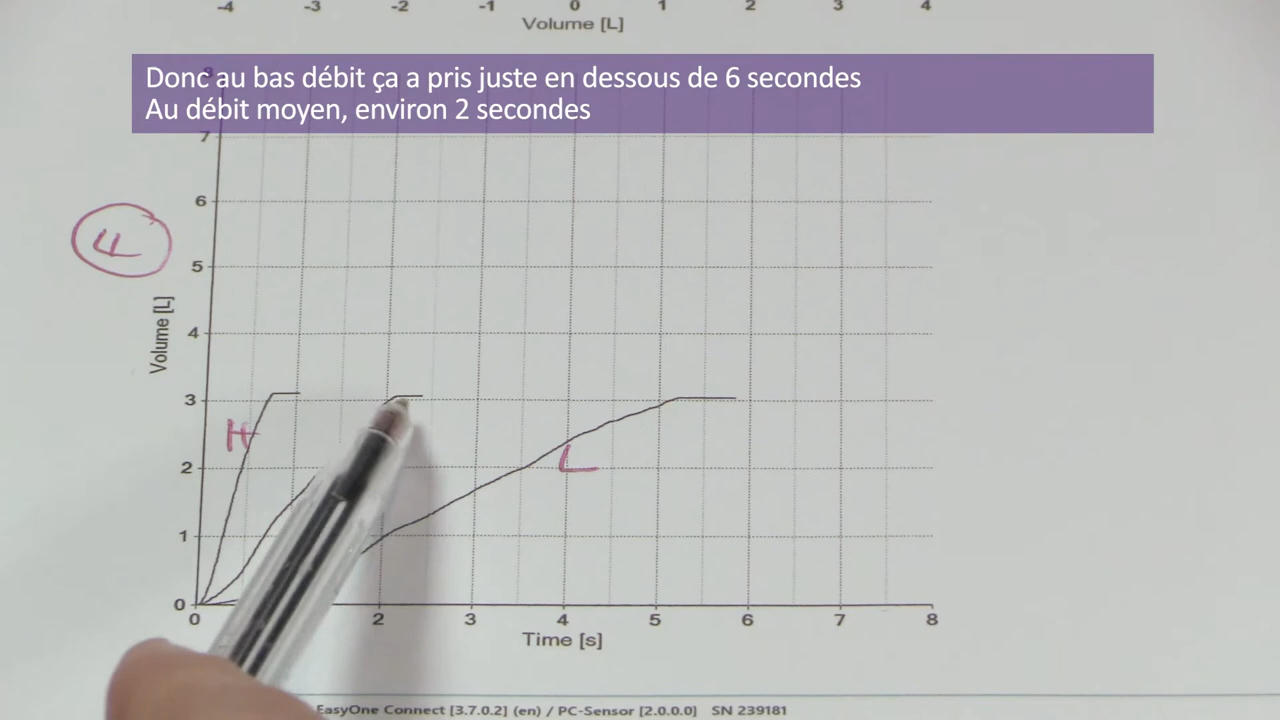 -4 -3 -2 -1 0 1 2 3 4
Volume [L]
Donc au bas débit ça a pris juste en dessous de 6 secondes
Au débit moyen, environ 2 secondes
7
6
5
4
3
2
1
0
Volume [L]
H
L
0 2 3 4 5 6 7 8
Time [s]
EasyOne Connect [3.7.0.2] (en) / PC-Sensor [2.0.0.0] SN 239181